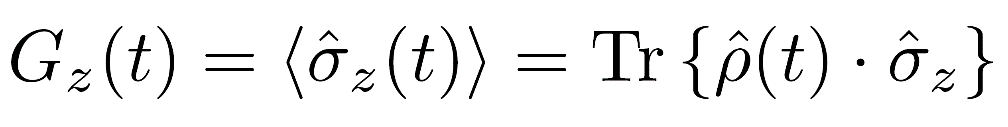 G_z(t) = ⟨σ̂_z(t)⟩ = Tr {ρ̂(t) · σ̂_z}